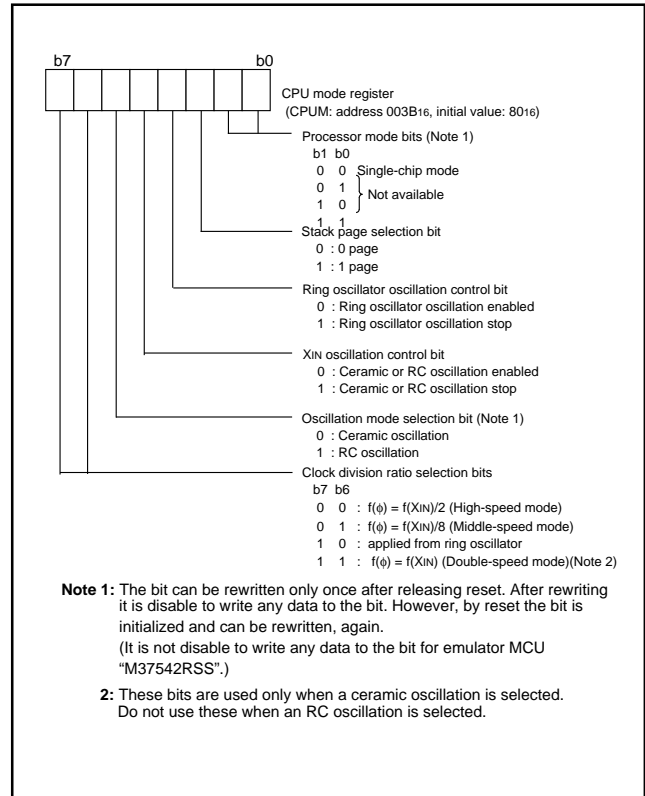 b7 b0
CPU mode register
(CPUM: address 003B16, initial value: 8016)
Processor mode bits (Note 1)
b1 b0
0 0 Single-chip mode
0 1
Not available
1 0
1 1
Stack page selection bit
0 : 0 page
1 : 1 page
Ring oscillator oscillation control bit
0 : Ring oscillator oscillation enabled
1 : Ring oscillator oscillation stop
XIN oscillation control bit
0 : Ceramic or RC oscillation enabled
1 : Ceramic or RC oscillation stop
Oscillation mode selection bit (Note 1)
0 : Ceramic oscillation
1 : RC oscillation
Clock division ratio selection bits
b7 b6
0 0 : f(φ) = f(XIN)/2 (High-speed mode)
0 1 : f(φ) = f(XIN)/8 (Middle-speed mode)
1 0 : applied from ring oscillator
1 1 : f(φ) = f(XIN) (Double-speed mode)(Note 2)
Note 1: The bit can be rewritten only once after releasing reset. After rewriting
it is disable to write any data to the bit. However, by reset the bit is
initialized and can be rewritten, again.
(It is not disable to write any data to the bit for emulator MCU
“M37542RSS”.)
2: These bits are used only when a ceramic oscillation is selected.
Do not use these when an RC oscillation is selected.